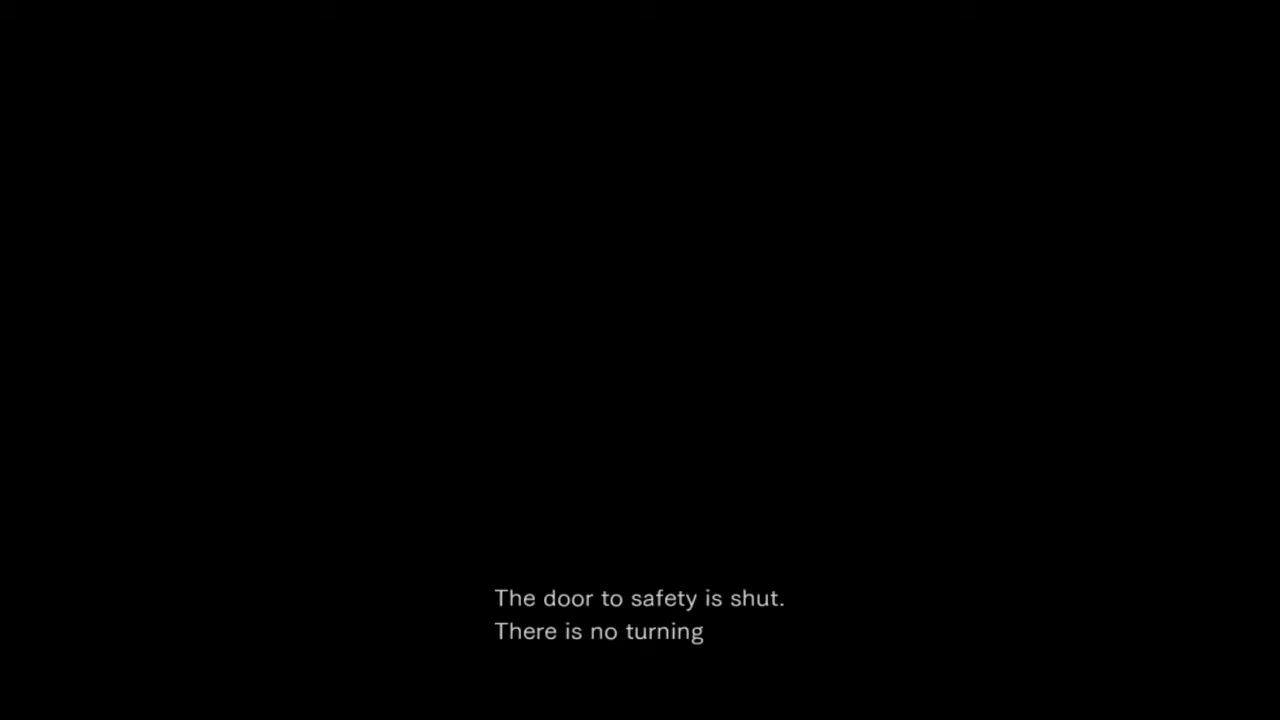 The door to safety is shut.
There is no turning